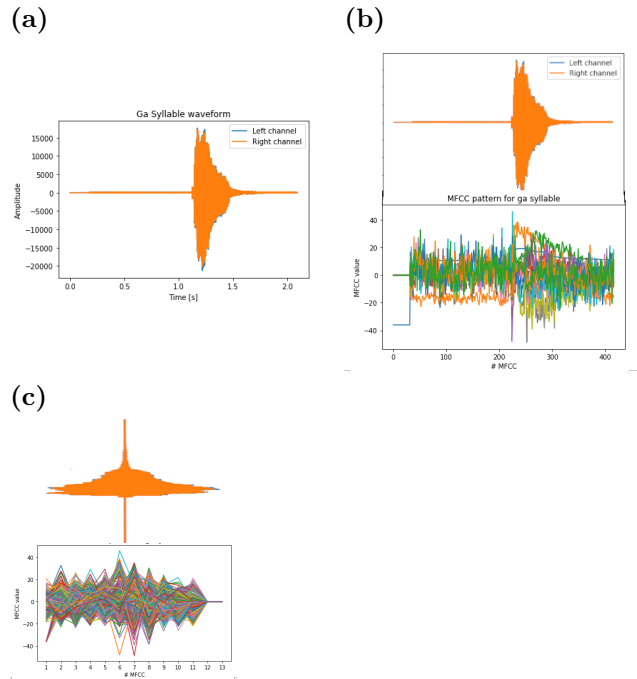 (a)
Ga Syllable waveform
Left channel
Right channel
15000
10000
5000
0
−5000
−10000
−15000
−20000
Amplitude
0.0 0.5 1.0 1.5 2.0
Time [s]
(b)
Left channel
Right channel
MFCC pattern for ga syllable
40
20
0
−20
−40
MFCC value
0 100 200 300 400
# MFCC
(c)
40
20
0
−20
−40
MFCC value
1 2 3 4 5 6 7 8 9 10 11 12 13
# MFCC